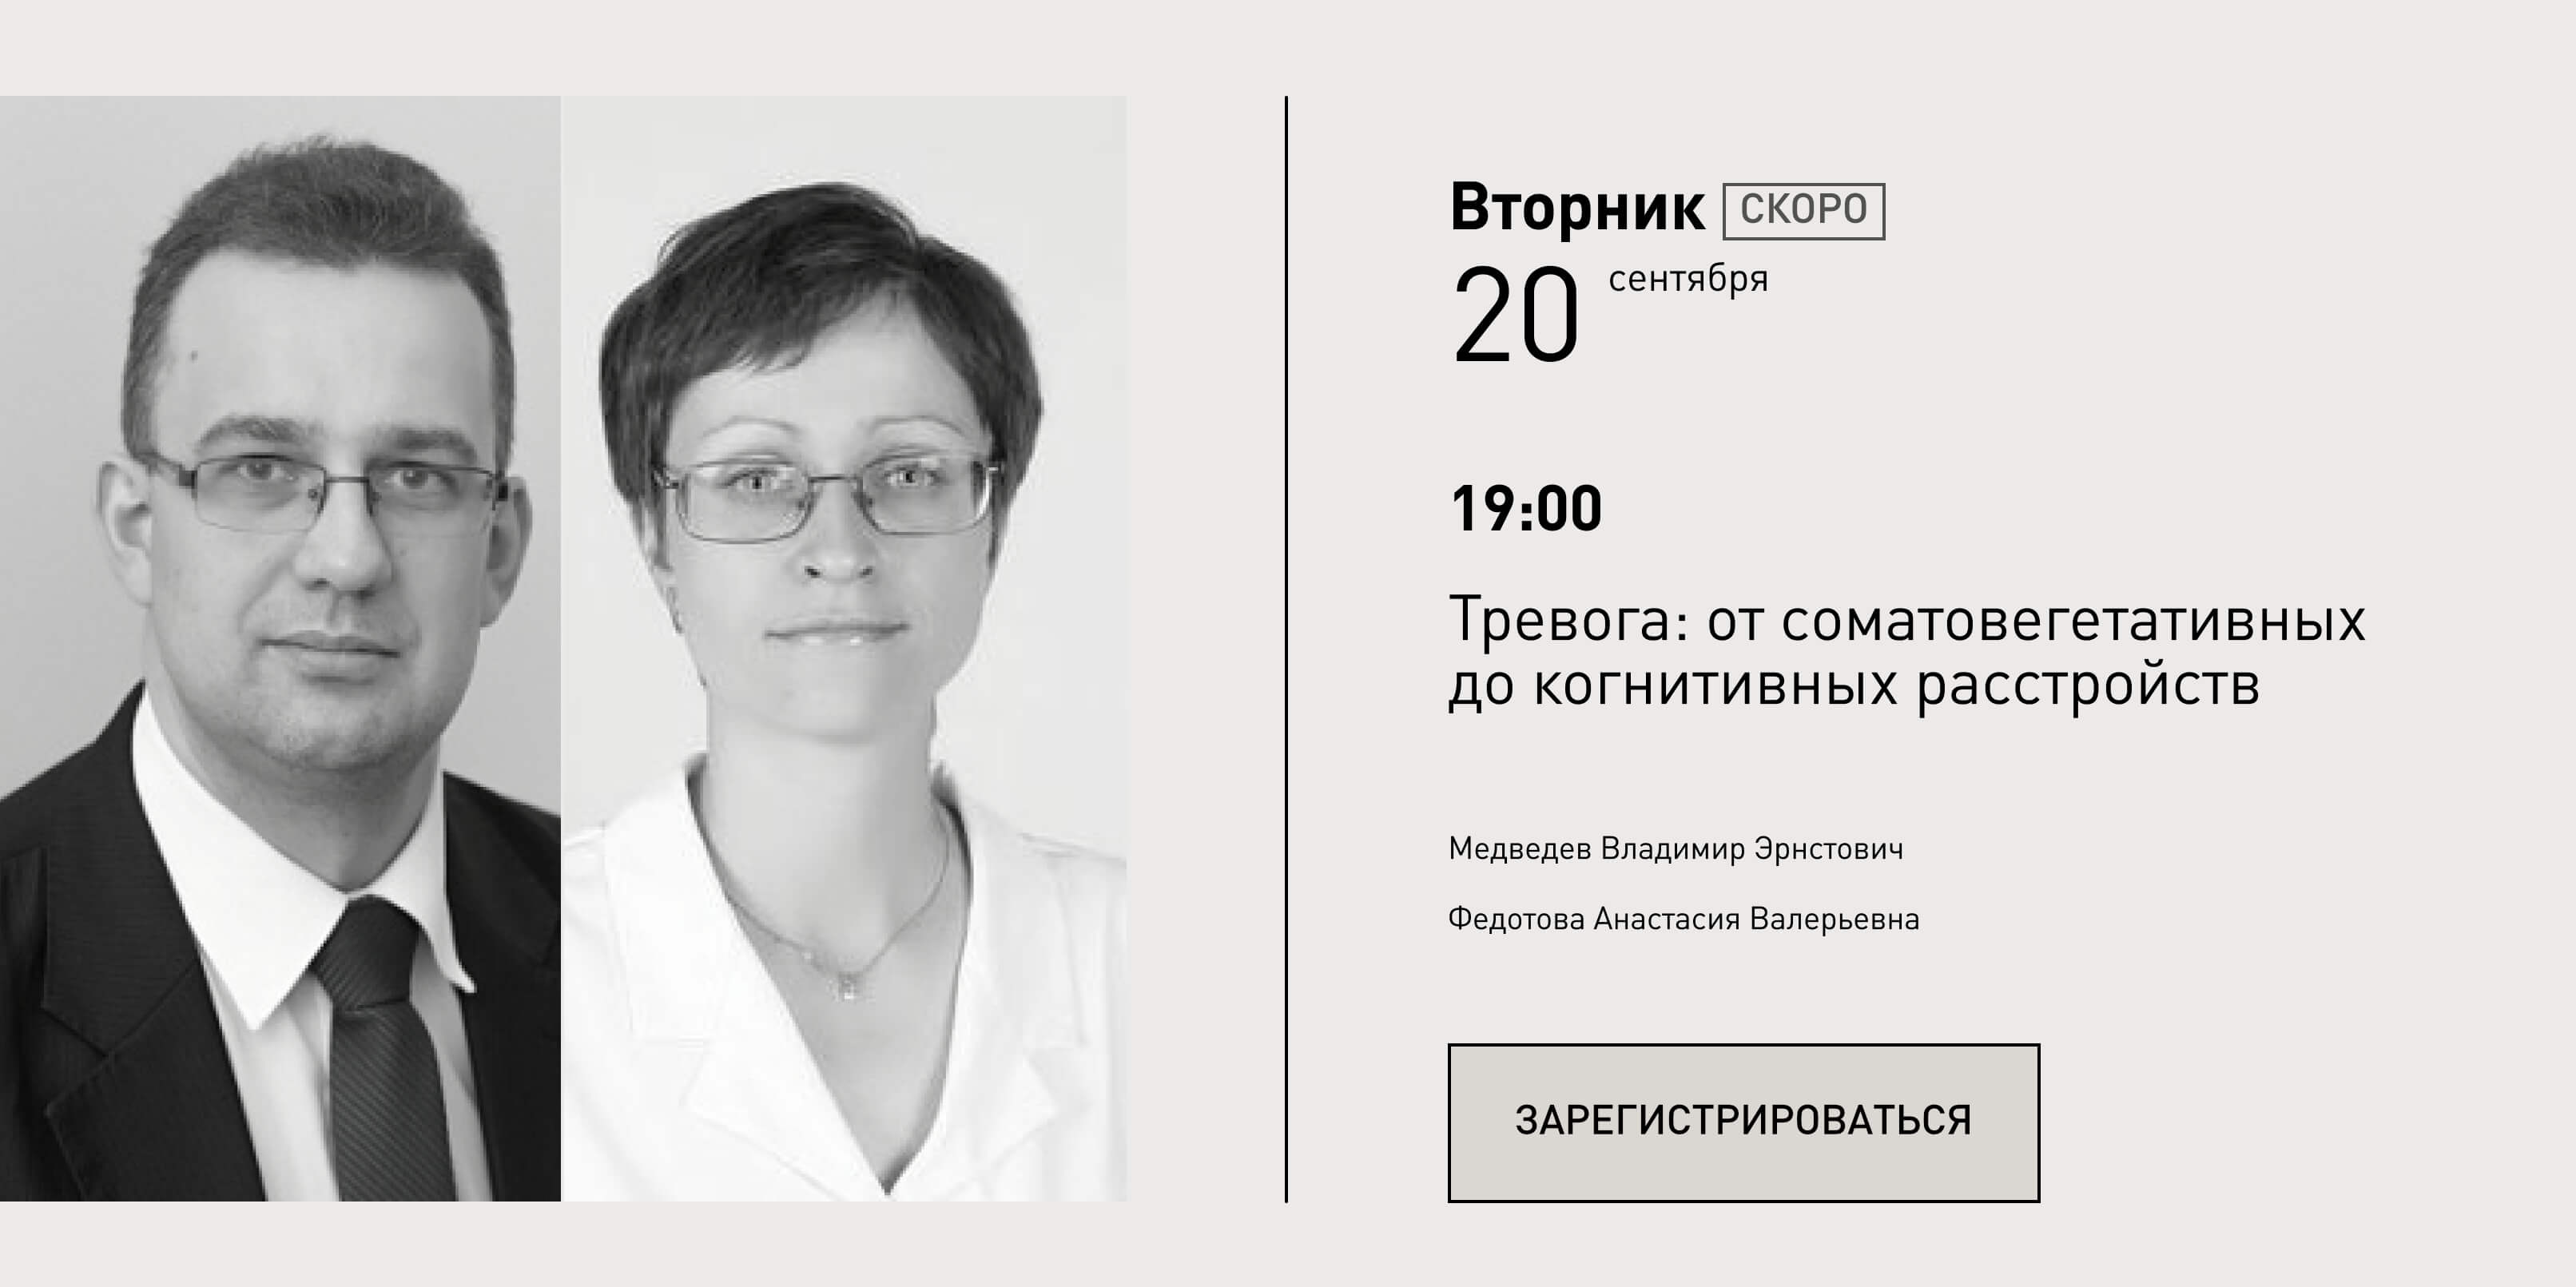 Вторник СКОРО
20 сентября
19:00
Тревога: от соматовегетативных
до когнитивных расстройств
Медведев Владимир Эрнстович
Федотова Анастасия Валерьевна
ЗАРЕГИСТРИРОВАТЬСЯ